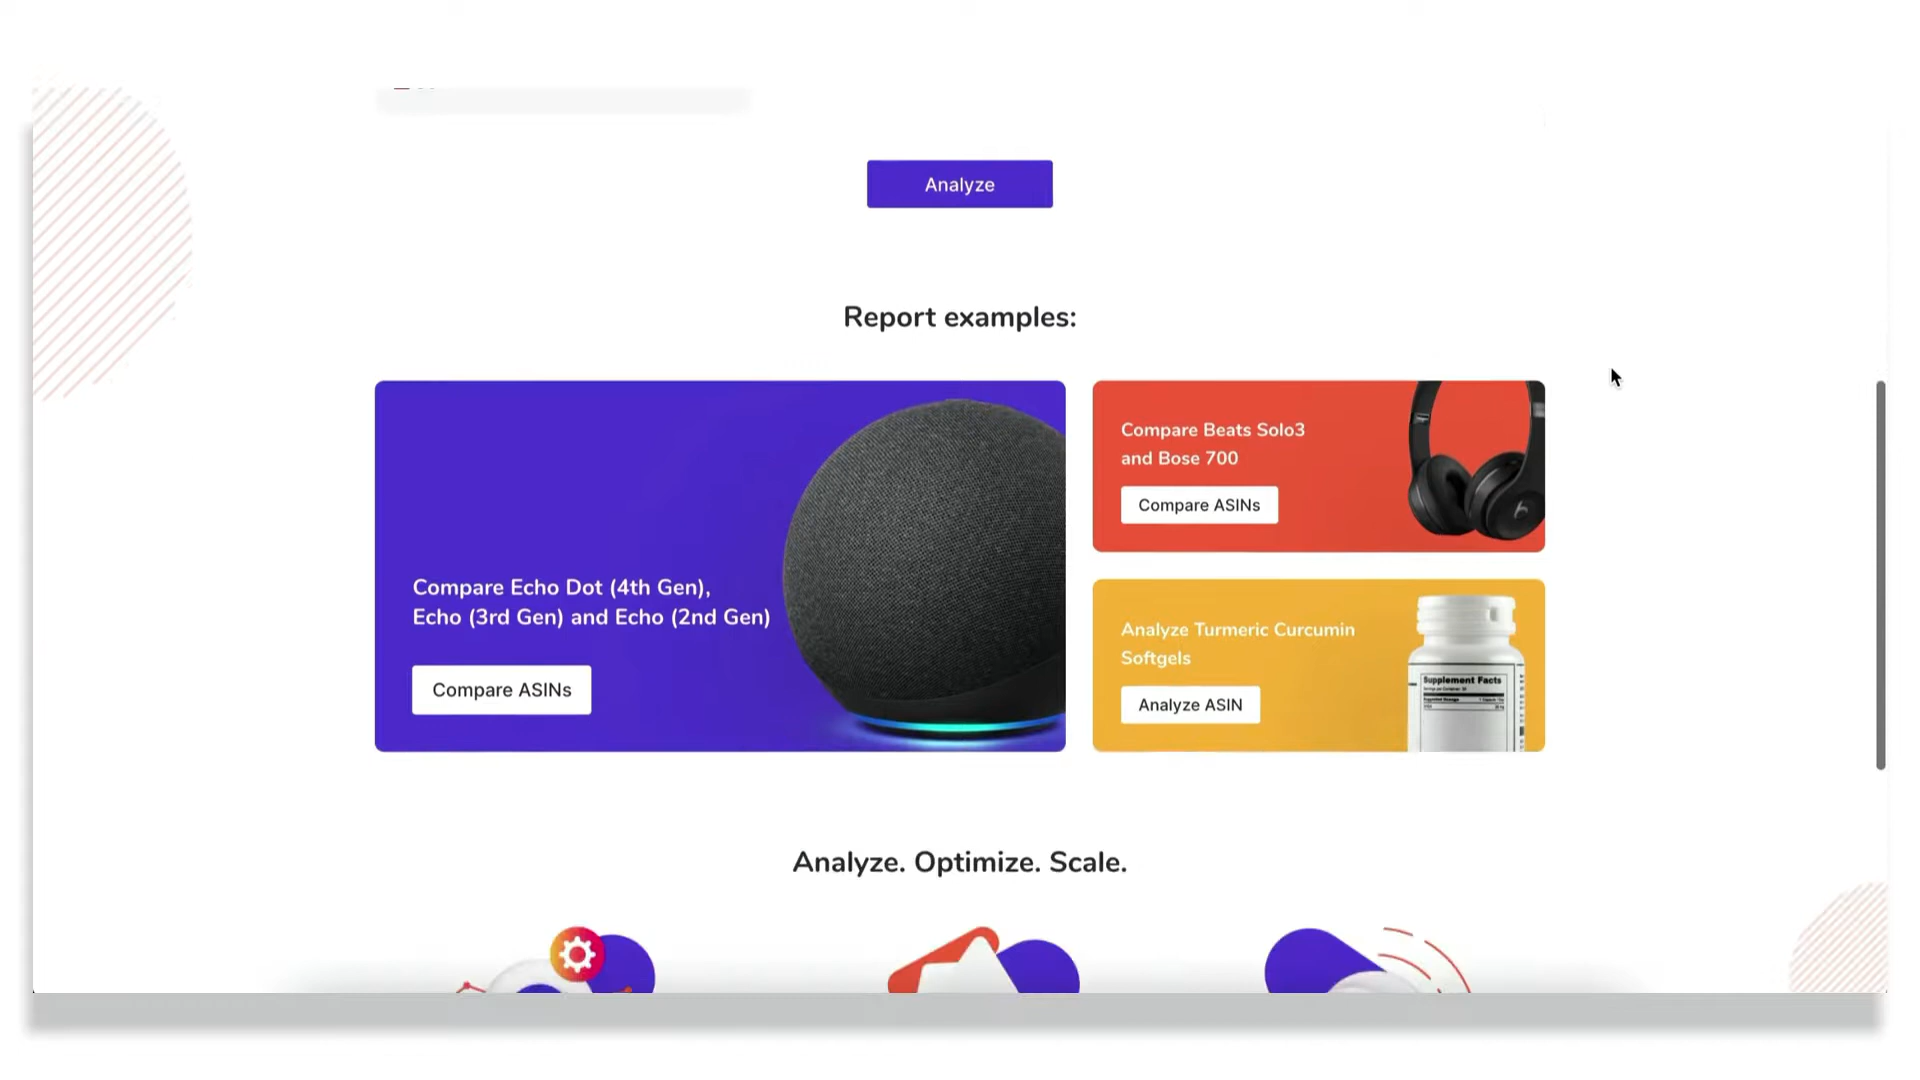 Analyze
Report examples:
Compare Echo Dot (4th Gen),
Echo (3rd Gen) and Echo (2nd Gen)
Compare ASINs
Compare Beats Solo3
and Bose 700
Compare ASINs
Analyze Turmeric Curcumin
Softgels
Analyze ASIN
Supplement Facts
Analyze. Optimize. Scale.